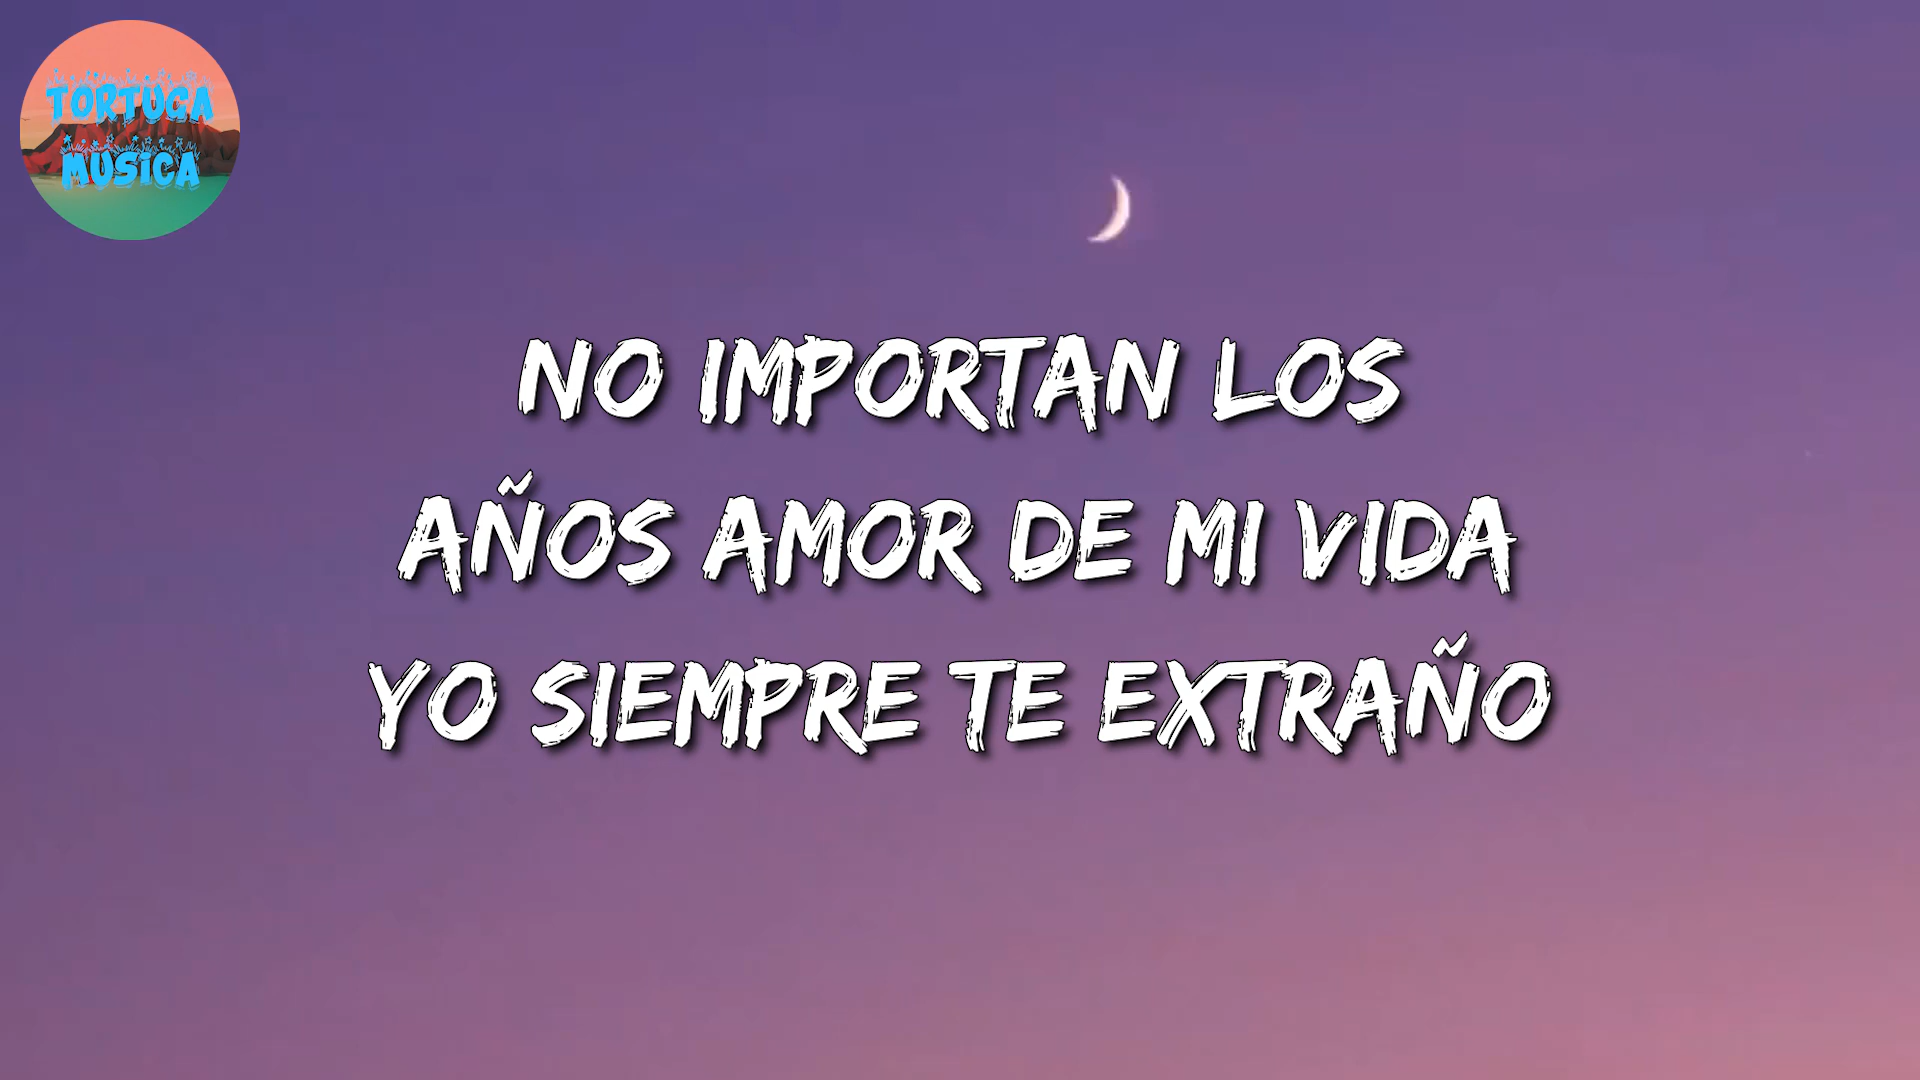 TORTUGA
MUSICA
NO IMPORTAN LOS
AÑOS AMOR DE MI VIDA
YO SIEMPRE TE EXTRAÑO